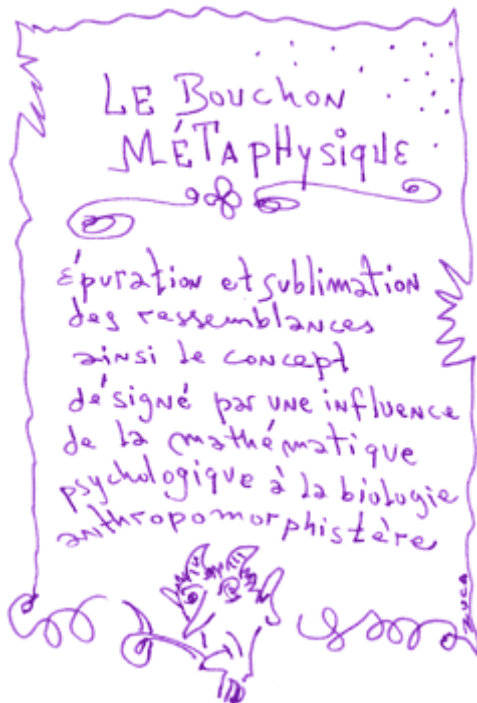 LE BOUCHON
MÉTAPHYSIQUE
épuration et sublimation
des ressemblances
ainsi le concept
désigné par une influence
de la mathématique
psychologique à la biologie
anthropomorphistère
ZUCA